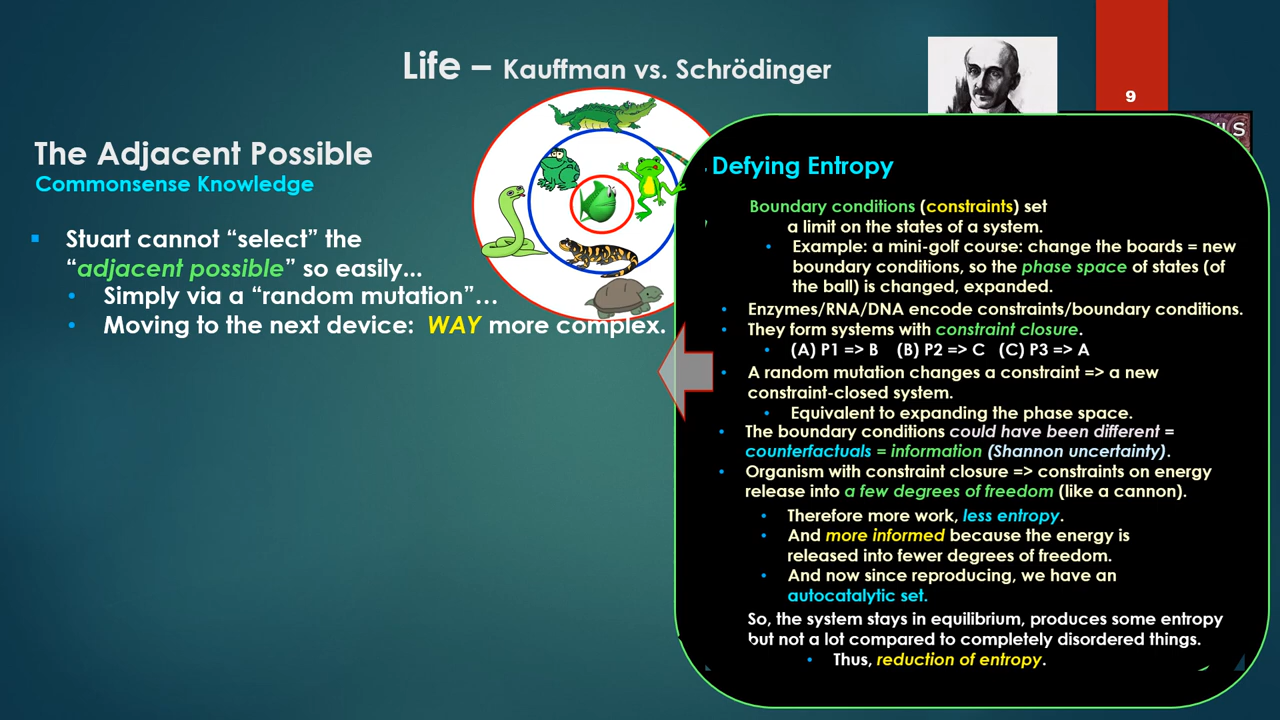 Life – Kauffman vs. Schrödinger
9
The Adjacent Possible
Commonsense Knowledge
Stuart cannot “select” the
“adjacent possible” so easily...
Simply via a “random mutation”…
Moving to the next device: WAY more complex.
Defying Entropy
Boundary conditions (constraints) set
a limit on the states of a system.
Example: a mini-golf course: change the boards = new
boundary conditions, so the phase space of states (of
the ball) is changed, expanded.
Enzymes/RNA/DNA encode constraints/boundary conditions.
They form systems with constraint closure.
(A) P1 => B (B) P2 => C (C) P3 => A
A random mutation changes a constraint => a new
constraint-closed system.
Equivalent to expanding the phase space.
The boundary conditions could have been different =
counterfactuals = information (Shannon uncertainty).
Organism with constraint closure => constraints on energy
release into a few degrees of freedom (like a cannon).
Therefore more work, less entropy.
And more informed because the energy is
released into fewer degrees of freedom.
And now since reproducing, we have an
autocatalytic set.
So, the system stays in equilibrium, produces some entropy
but not a lot compared to completely disordered things.
Thus, reduction of entropy.